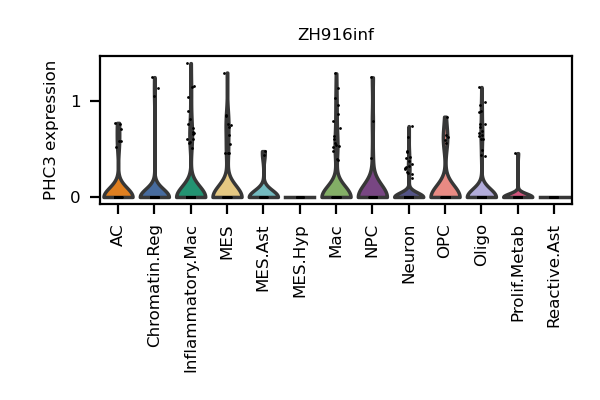 ZH916inf
PHC3 expression
1
0
AC
Chromatin.Reg
Inflammatory.Mac
MES
MES.Ast
MES.Hyp
Mac
NPC
Neuron
OPC
Oligo
Prolif.Metab
Reactive.Ast